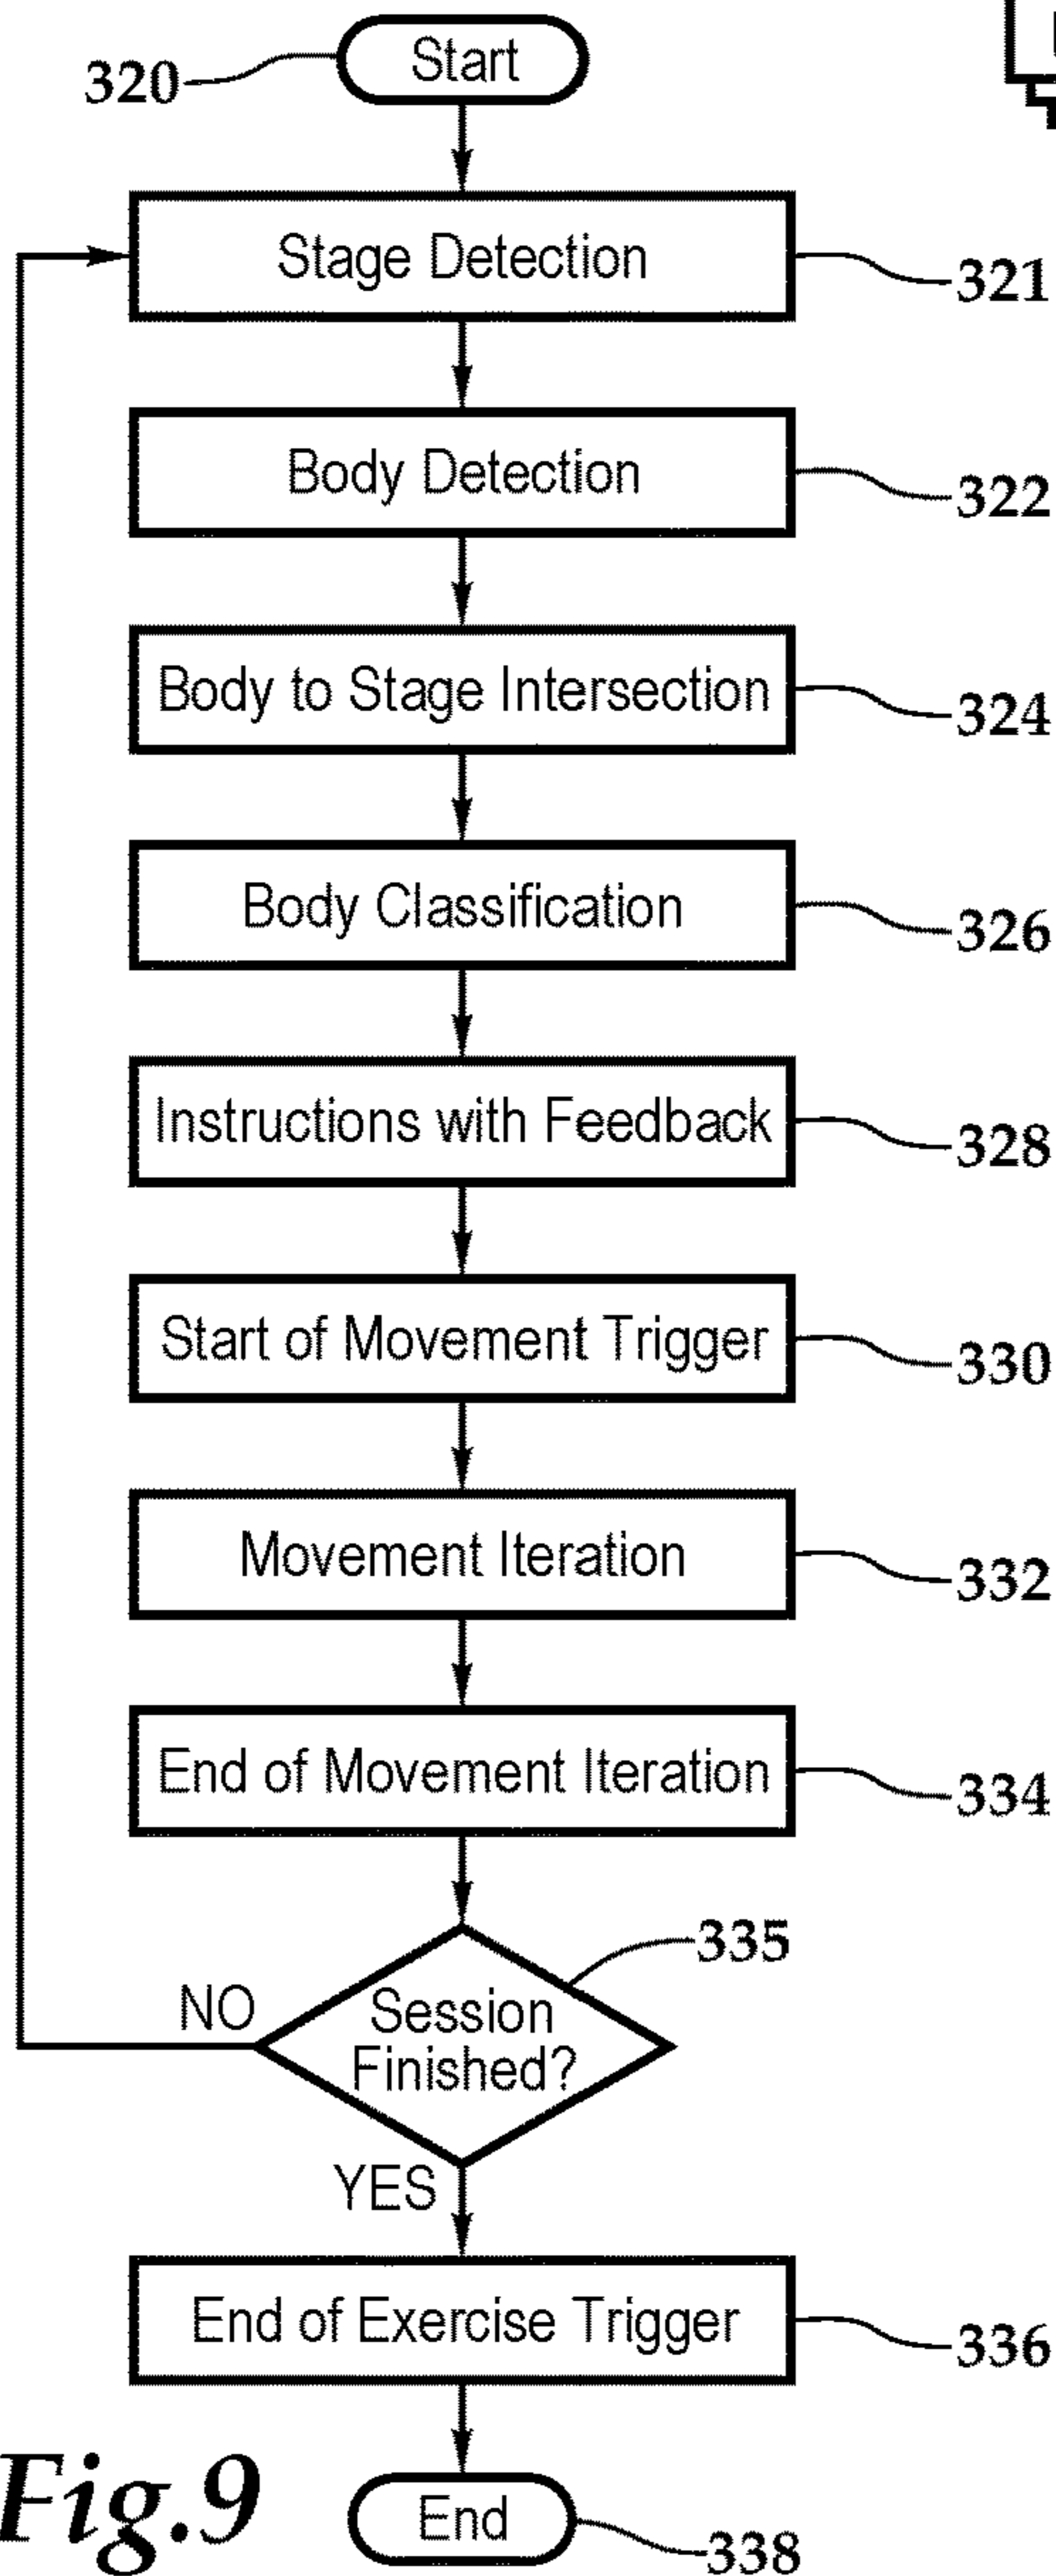 320 Start
Stage Detection 321
Body Detection 322
Body to Stage Intersection 324
Body Classification 326
Instructions with Feedback 328
Start of Movement Trigger 330
Movement Iteration 332
End of Movement Iteration 334
335
NO Session
Finished?
YES
End of Exercise Trigger 336
Fig.9 End 338